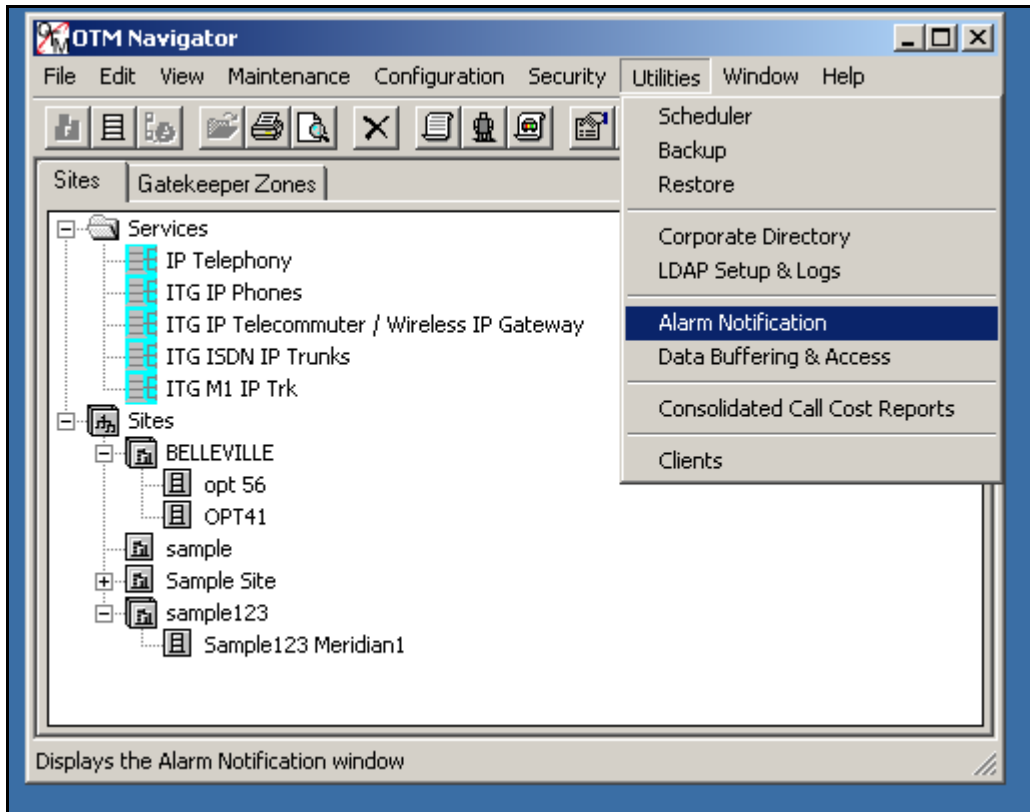 OTM Navigator
File Edit View Maintenance Configuration Security Utilities Window Help
Scheduler
Backup
Restore
Corporate Directory
LDAP Setup & Logs
Alarm Notification
Data Buffering & Access
Consolidated Call Cost Reports
Clients
Sites Gatekeeper Zones
Services
IP Telephony
ITG IP Phones
ITG IP Telecommuter / Wireless IP Gateway
ITG ISDN IP Trunks
ITG M1 IP Trk
Sites
BELLEVILLE
opt 56
OPT41
sample
Sample Site
sample123
Sample123 Meridian1
Displays the Alarm Notification window